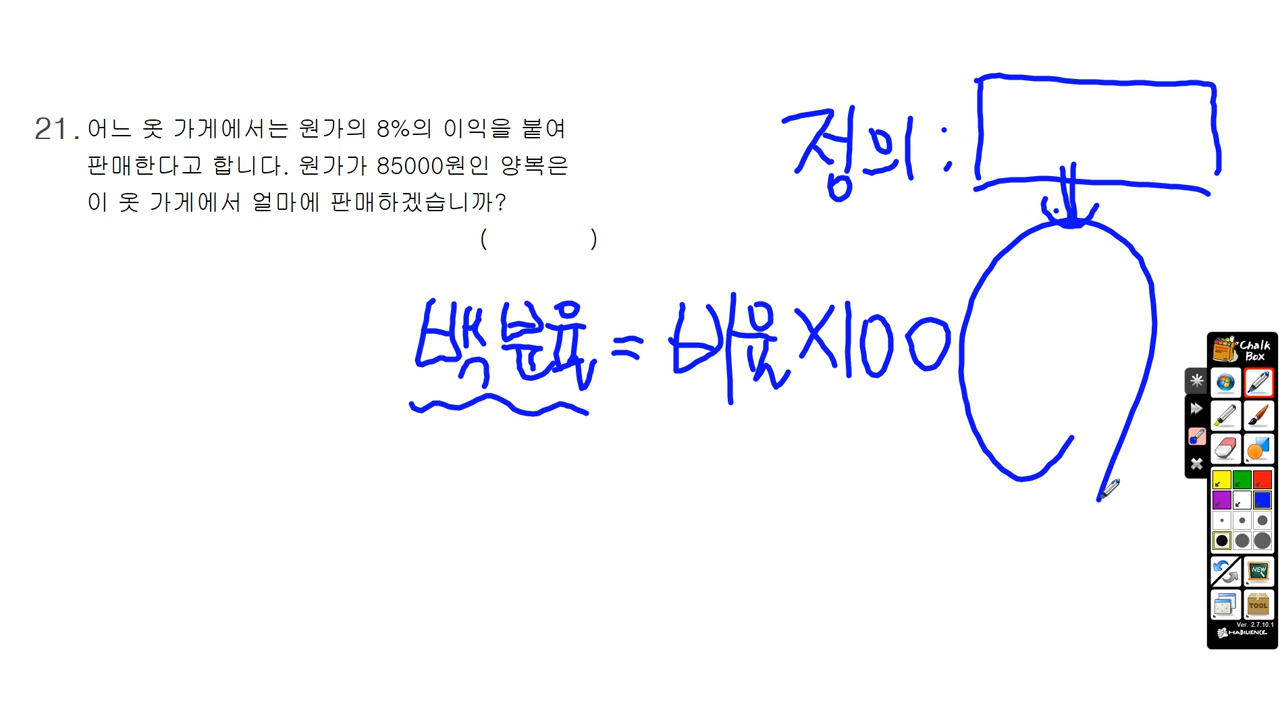 21. 어느 옷 가게에서는 원가의 8%의 이익을 붙여
판매한다고 합니다. 원가가 85000원인 양복은
이 옷 가게에서 얼마에 판매하겠습니까?
( )
정의 :
백분율 = 비율 × 100
Chalk
Box
NEW
TOOL
Ver. 2.7.10.1
HABILIENCE